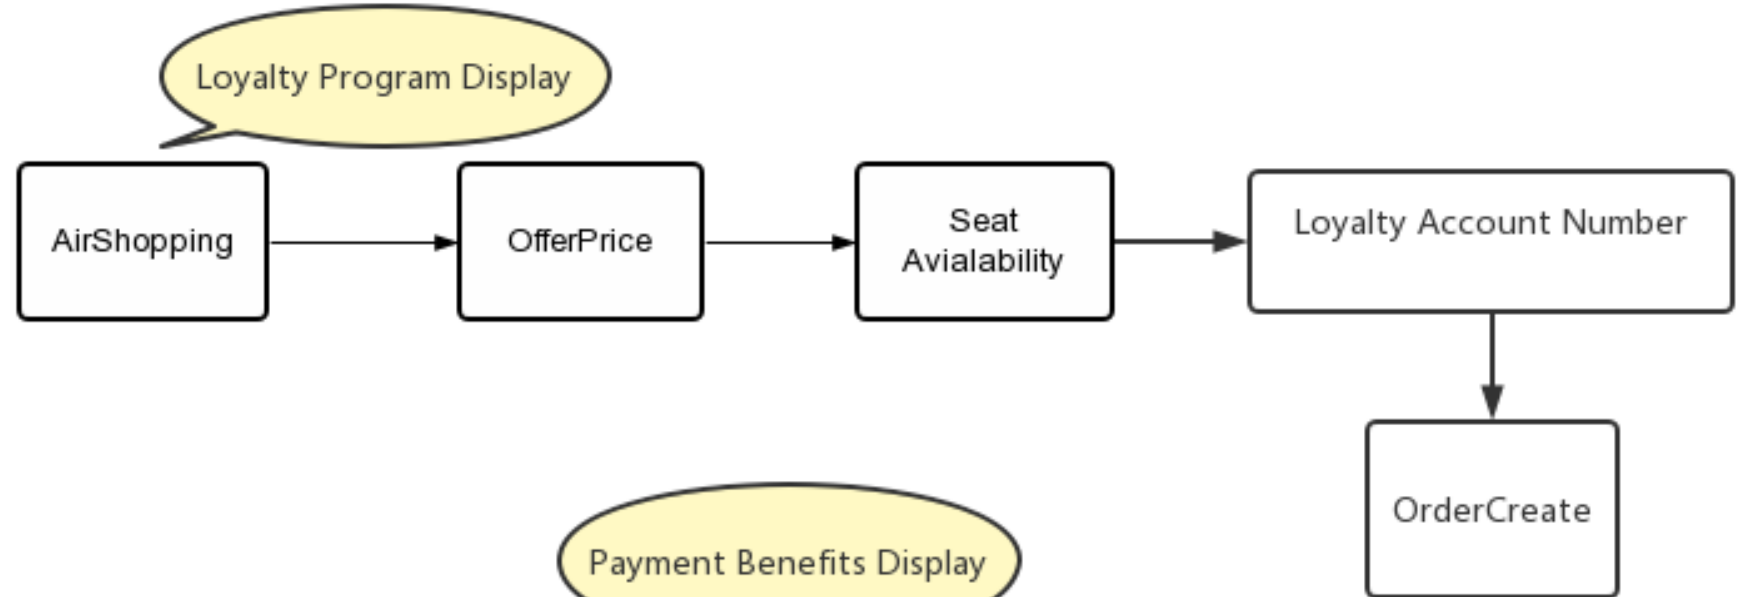 Loyalty Program Display
AirShopping
OfferPrice
Seat
Avialability
Loyalty Account Number
OrderCreate
Payment Benefits Display